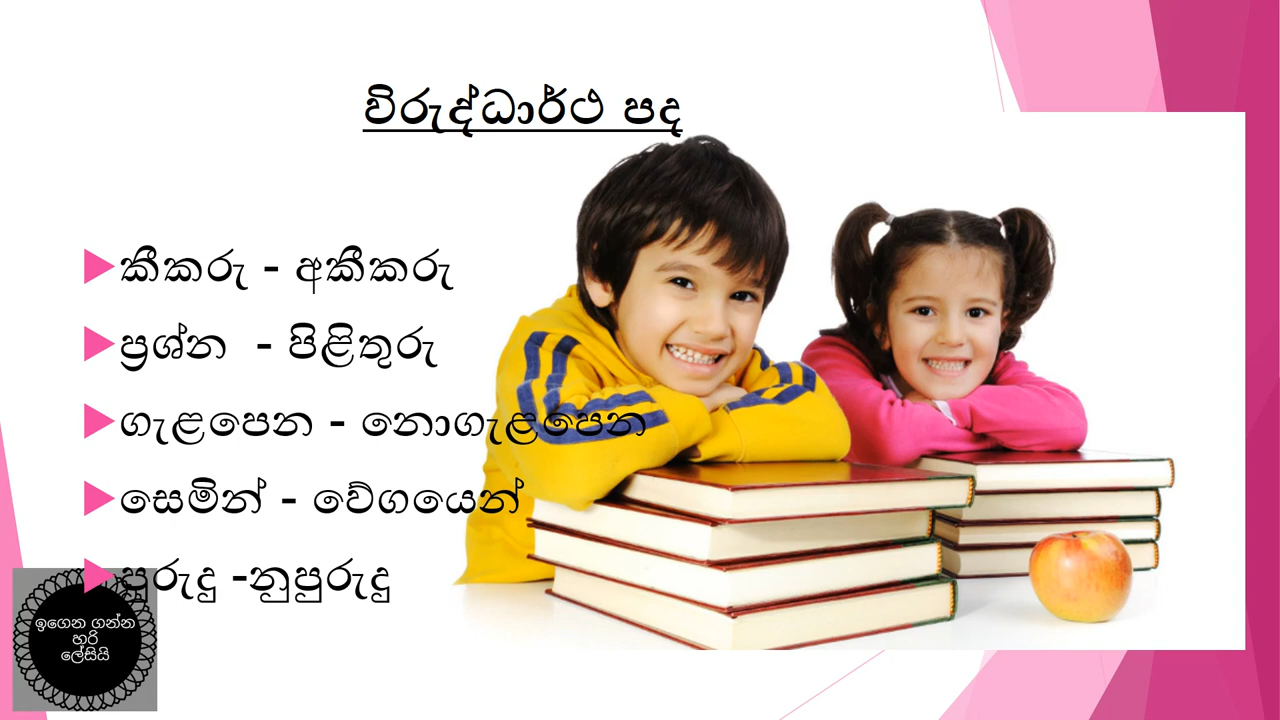 විරුද්ධාර්ථ පද
කීකරු - අකීකරු
ප්‍රශ්න - පිළිතුරු
ගැළපෙන - නොගැළපෙන
සෙමින් - වේගයෙන්
පුරුදු -නුපුරුදු
ඉගෙන ගන්න
හරි
ලේසියි